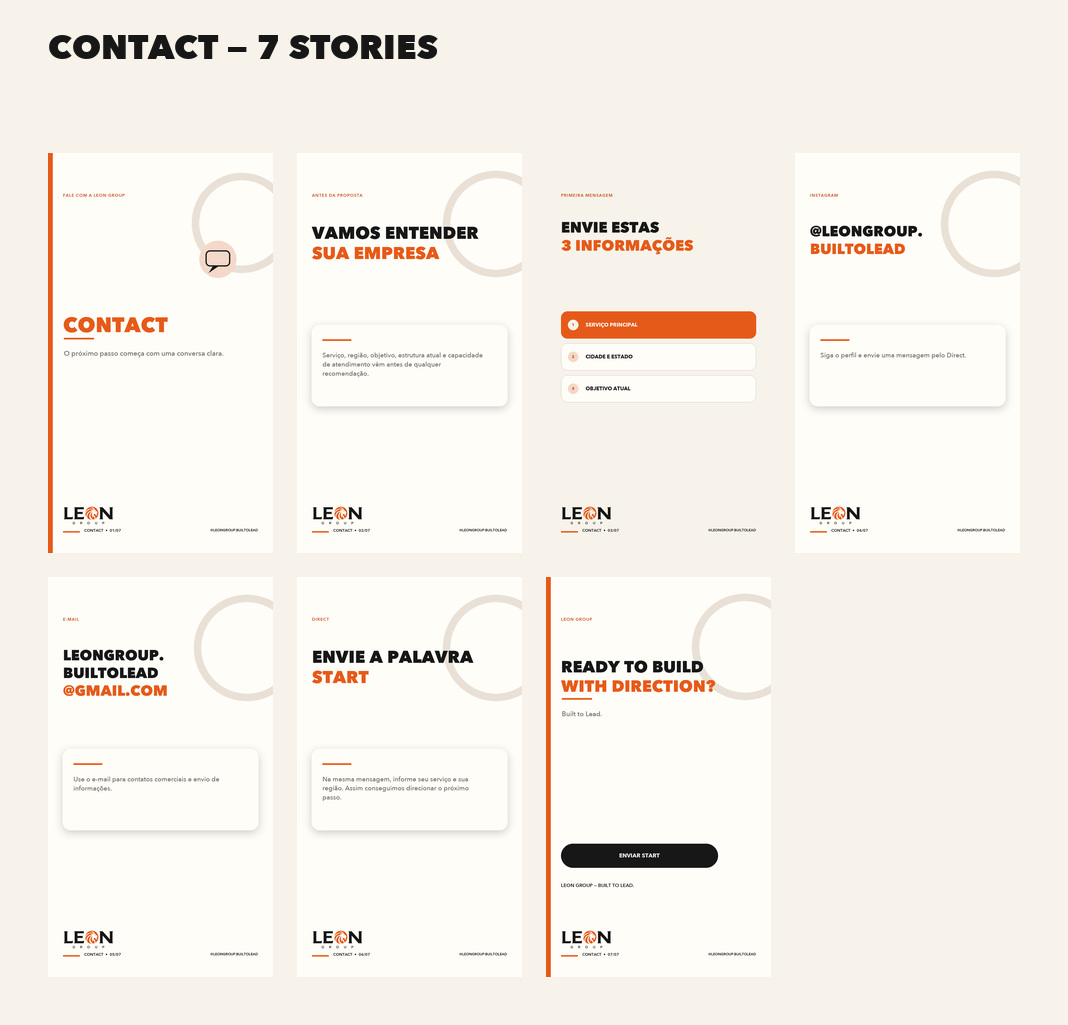 CONTACT – 7 STORIES
FALE COM A LEON GROUP
CONTACT
O próximo passo começa com uma conversa clara.
LEON
GROUP
CONTACT • 01/07
@LEONGROUP.BUILTOLEAD
ANTES DA PROPOSTA
VAMOS ENTENDER
SUA EMPRESA
Serviço, região, objetivo, estrutura atual e capacidade
de atendimento vêm antes de qualquer
recomendação.
LEON
GROUP
CONTACT • 02/07
@LEONGROUP.BUILTOLEAD
PRIMEIRA MENSAGEM
ENVIE ESTAS
3 INFORMAÇÕES
1 SERVIÇO PRINCIPAL
2 CIDADE E ESTADO
3 OBJETIVO ATUAL
LEON
GROUP
CONTACT • 03/07
@LEONGROUP.BUILTOLEAD
INSTAGRAM
@LEONGROUP.
BUILTOLEAD
Siga o perfil e envie uma mensagem pelo Direct.
LEON
GROUP
CONTACT • 04/07
@LEONGROUP.BUILTOLEAD
E-MAIL
LEONGROUP.
BUILTOLEAD
@GMAIL.COM
Use o e-mail para contatos comerciais e envio de
informações.
LEON
GROUP
CONTACT • 05/07
@LEONGROUP.BUILTOLEAD
DIRECT
ENVIE A PALAVRA
START
Na mesma mensagem, informe seu serviço e sua
região. Assim conseguimos direcionar o próximo
passo.
LEON
GROUP
CONTACT • 06/07
@LEONGROUP.BUILTOLEAD
LEON GROUP
READY TO BUILD
WITH DIRECTION?
Built to Lead.
ENVIAR START
LEON GROUP – BUILT TO LEAD.
LEON
GROUP
CONTACT • 07/07
@LEONGROUP.BUILTOLEAD